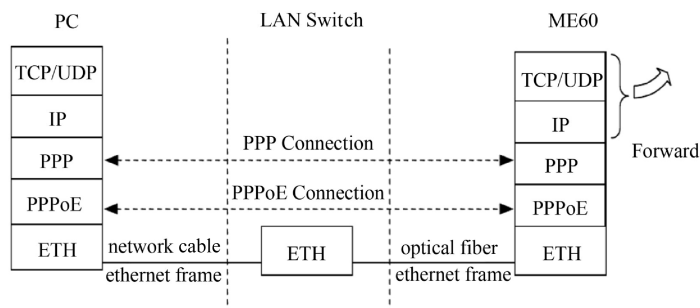 PC
LAN Switch
ME60
TCP/UDP
IP
PPP
PPPoE
ETH
PPP Connection
PPPoE Connection
network cable
ethernet frame
ETH
optical fiber
ethernet frame
TCP/UDP
IP
PPP
PPPoE
ETH
Forward